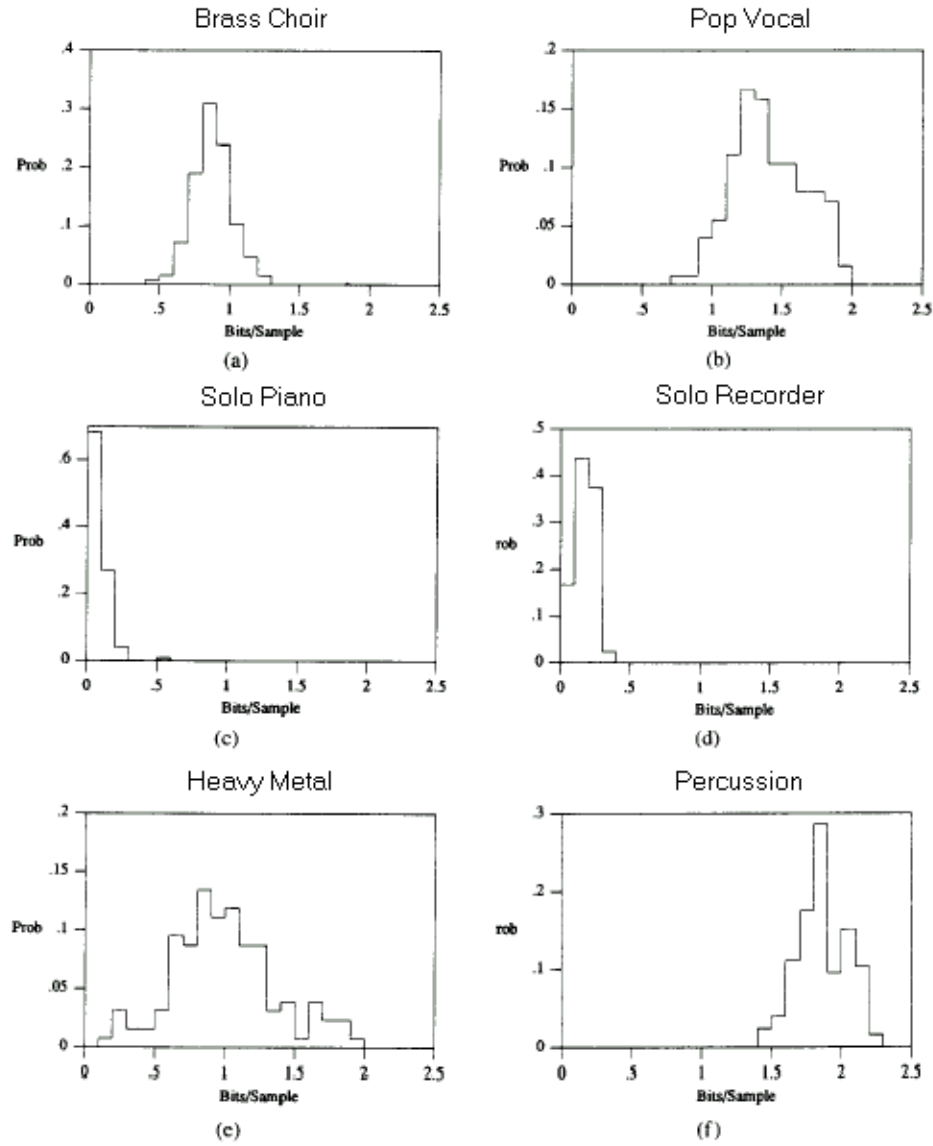 Brass Choir
.4
.3
Prob
.2
.1
0
0 .5 1 1.5 2 2.5
Bits/Sample
(a)
Pop Vocal
.2
.15
Prob
.1
.05
0
0 .5 1 1.5 2 2.5
Bits/Sample
(b)
Solo Piano
.6
Prob
.4
.2
0
0 .5 1 1.5 2 2.5
Bits/Sample
(c)
Solo Recorder
.5
.4
.3
rob
.2
.1
0
0 .5 1 1.5 2 2.5
Bits/Sample
(d)
Heavy Metal
.2
.15
Prob
.1
.05
0
0 .5 1 1.5 2 2.5
Bits/Sample
(e)
Percussion
.3
.2
rob
.1
0
0 .5 1 1.5 2 2.5
Bits/Sample
(f)